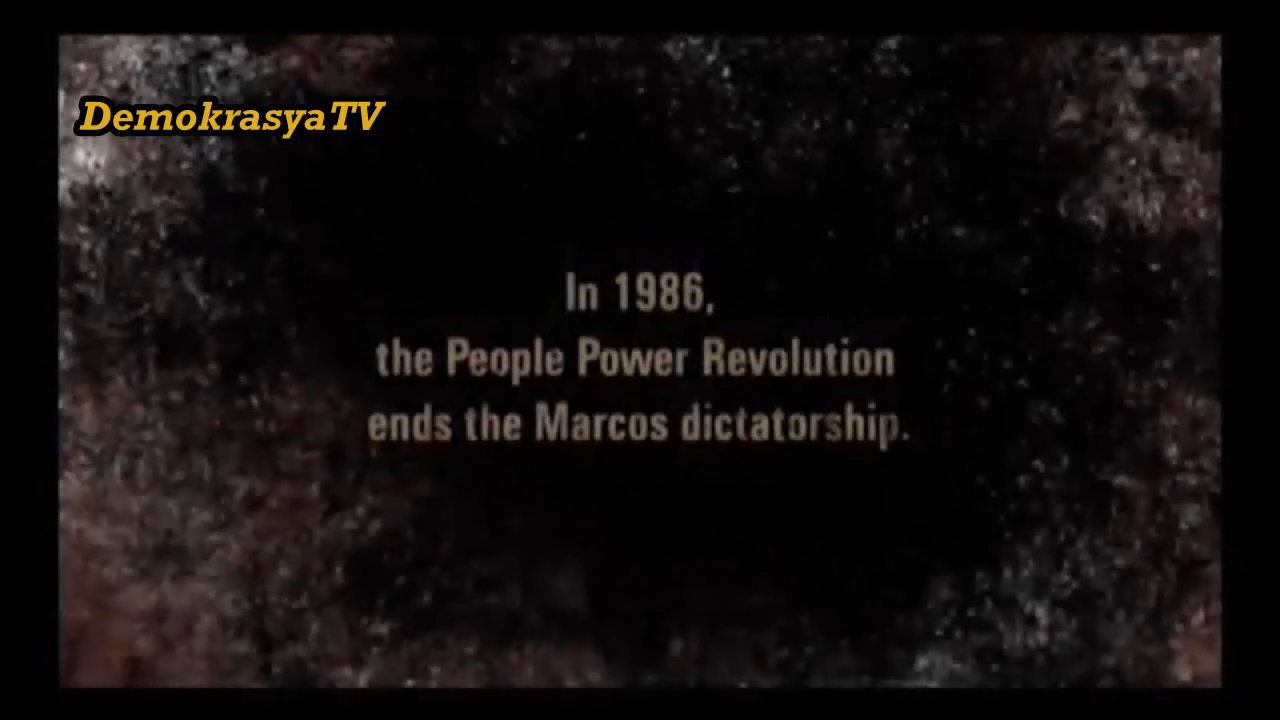 DemokrasyaTV
In 1986,
the People Power Revolution
ends the Marcos dictatorship.